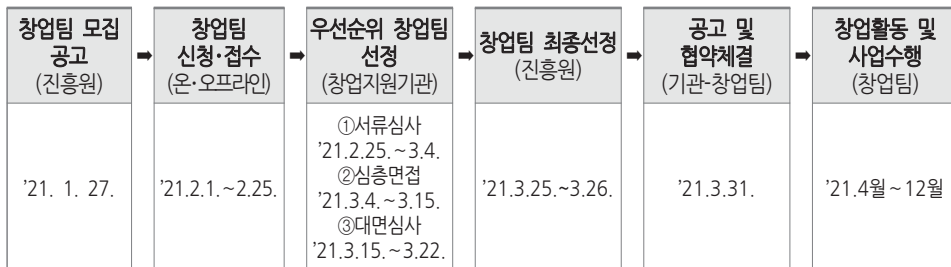 창업팀 모집
공고
(진흥원)
➡
창업팀
신청·접수
(온·오프라인)
➡
우선순위 창업팀
선정
(창업지원기관)
➡
창업팀 최종선정
(진흥원)
➡
공고 및
협약체결
(기관-창업팀)
➡
창업활동 및
사업수행
(창업팀)
'21. 1. 27.
'21.2.1.~2.25.
①서류심사
'21.2.25.~3.4.
②심층면접
'21.3.4.~3.15.
③대면심사
'21.3.15.~3.22.
'21.3.25.~3.26.
'21.3.31.
'21.4월~12월